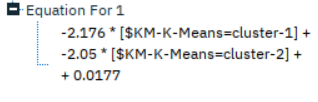 Equation For 1
-2.176 * [$KM-K-Means=cluster-1] +
-2.05 * [$KM-K-Means=cluster-2] +
+ 0.0177